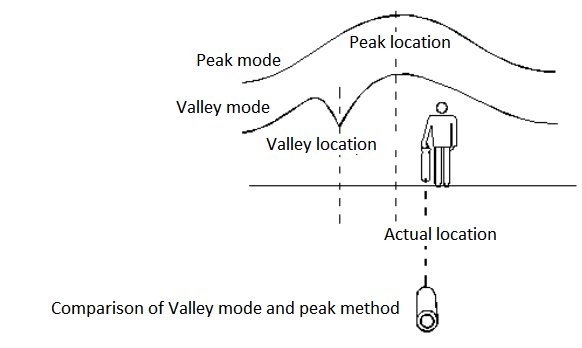 Peak location
Peak mode
Valley mode
Valley location
Actual location
Comparison of Valley mode and peak method